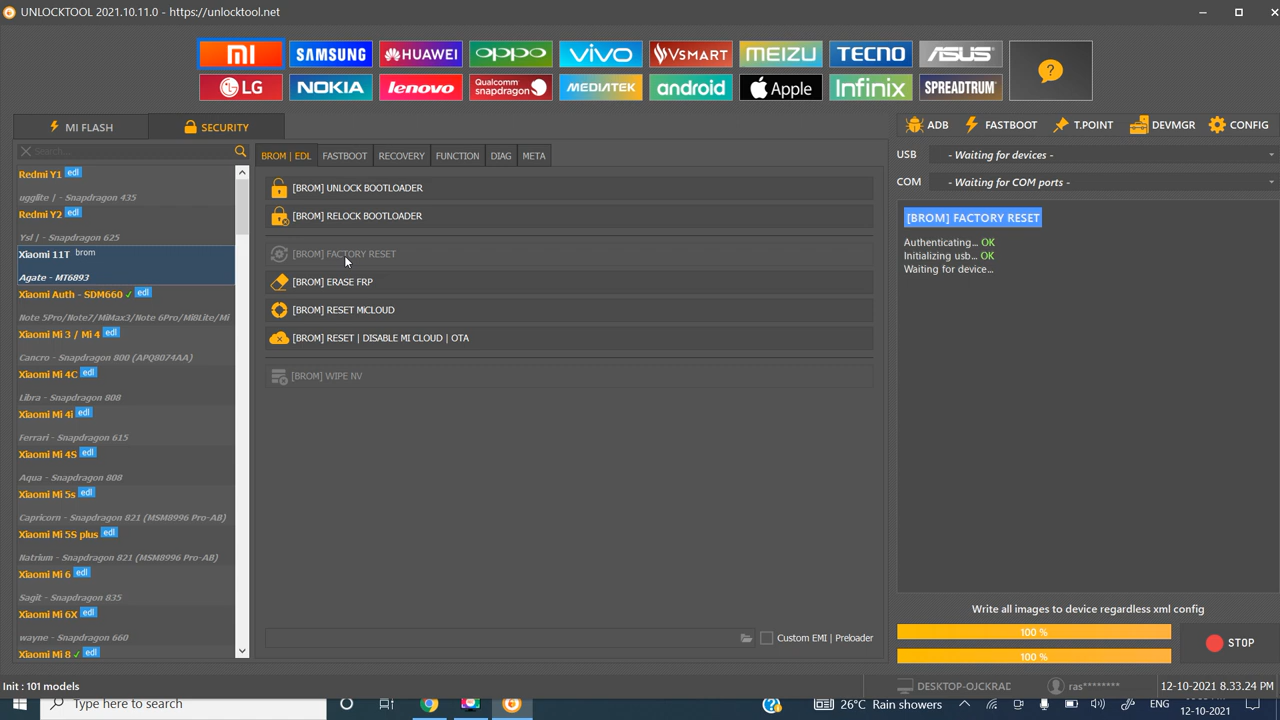 UNLOCKTOOL 2021.10.11.0 - https://unlocktool.net
SAMSUNG HUAWEI oppo vivo VSMART MEIZU TECNO ASUS ?
LG NOKIA lenovo Qualcomm snapdragon MEDIATEK android Apple Infinix SPREADTRUM
MI FLASH SECURITY
ADB FASTBOOT T.POINT DEVMGR CONFIG
Search...
BROM | EDL FASTBOOT RECOVERY FUNCTION DIAG META
USB - Waiting for devices -
COM - Waiting for COM ports -
Redmi Y1 edl
ugglite | - Snapdragon 435
Redmi Y2 edl
Ysl | - Snapdragon 625
Xiaomi 11T brom
Agate - MT6893
Xiaomi Auth - SDM660 ✓ edl
Note 5Pro/Note7/MiMax3/Note 6Pro/Mi8Lite/Mi
Xiaomi Mi 3 / Mi 4 edl
Cancro - Snapdragon 800 (APQ8074AA)
Xiaomi Mi 4C edl
Libra - Snapdragon 808
Xiaomi Mi 4i edl
Ferrari - Snapdragon 615
Xiaomi Mi 4S edl
Aqua - Snapdragon 808
Xiaomi Mi 5s edl
Capricorn - Snapdragon 821 (MSM8996 Pro-AB)
Xiaomi Mi 5S plus edl
Natrium - Snapdragon 821 (MSM8996 Pro-AB)
Xiaomi Mi 6 edl
Sagit - Snapdragon 835
Xiaomi Mi 6X edl
wayne - Snapdragon 660
Xiaomi Mi 8 ✓ edl
[BROM] UNLOCK BOOTLOADER
[BROM] RELOCK BOOTLOADER
[BROM] FACTORY RESET
[BROM] ERASE FRP
[BROM] RESET MiCLOUD
[BROM] RESET | DISABLE MI CLOUD | OTA
[BROM] WIPE NV
Custom EMI | Preloader
[BROM] FACTORY RESET
Authenticating... OK
Initializing usb... OK
Waiting for device...
Write all images to device regardless xml config
100 %
100 %
STOP
Init : 101 models
DESKTOP-OJCKRAD
ras********
12-10-2021 8.33.24 PM
Type here to search
26°C Rain showers
ENG
12-10-2021